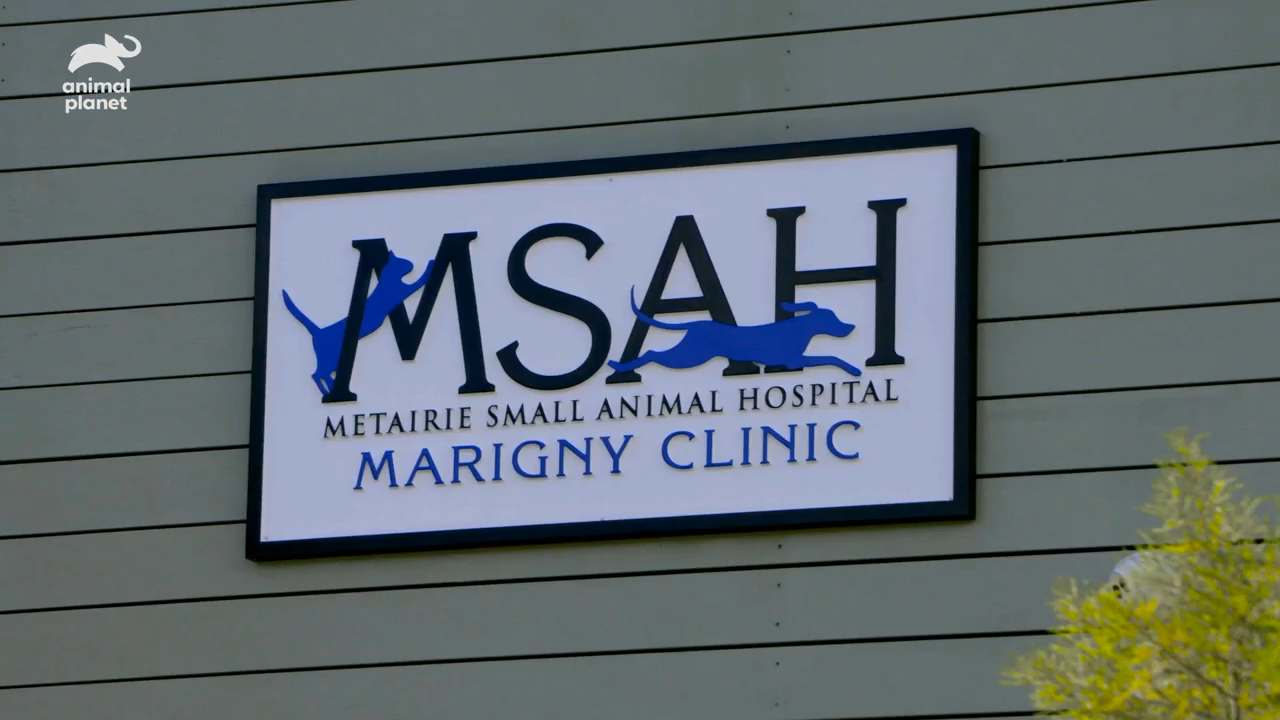 animal
planet
MSAH
METAIRIE SMALL ANIMAL HOSPITAL
MARIGNY CLINIC